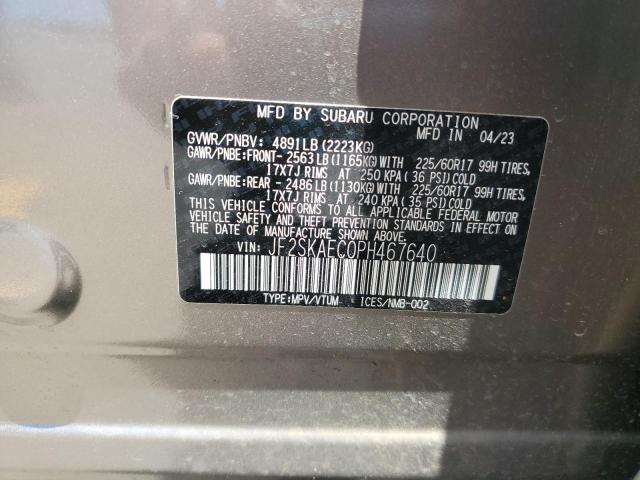 MFD BY SUBARU CORPORATION
MFD IN 04/23
GVWR/PNBV: 4891LB (2223KG)
GAWR/PNBE:FRONT- 2563LB (1165KG)WITH 225/60R17 99H TIRES,
17X7J RIMS AT 250 KPA (36 PSI)COLD
GAWR/PNBE:REAR - 2486LB (1130KG)WITH 225/60R17 99H TIRES,
17X7J RIMS AT 240 KPA (35 PSI)COLD
THIS VEHICLE CONFORMS TO ALL APPLICABLE FEDERAL MOTOR
VEHICLE SAFETY AND THEFT PREVENTION STANDARDS IN EFFECT ON
THE DATE OF MANUFACTURE SHOWN ABOVE.
VIN: JF2SKAEC0PH467640
TYPE:MPV/VTUM ICES/NMB-002